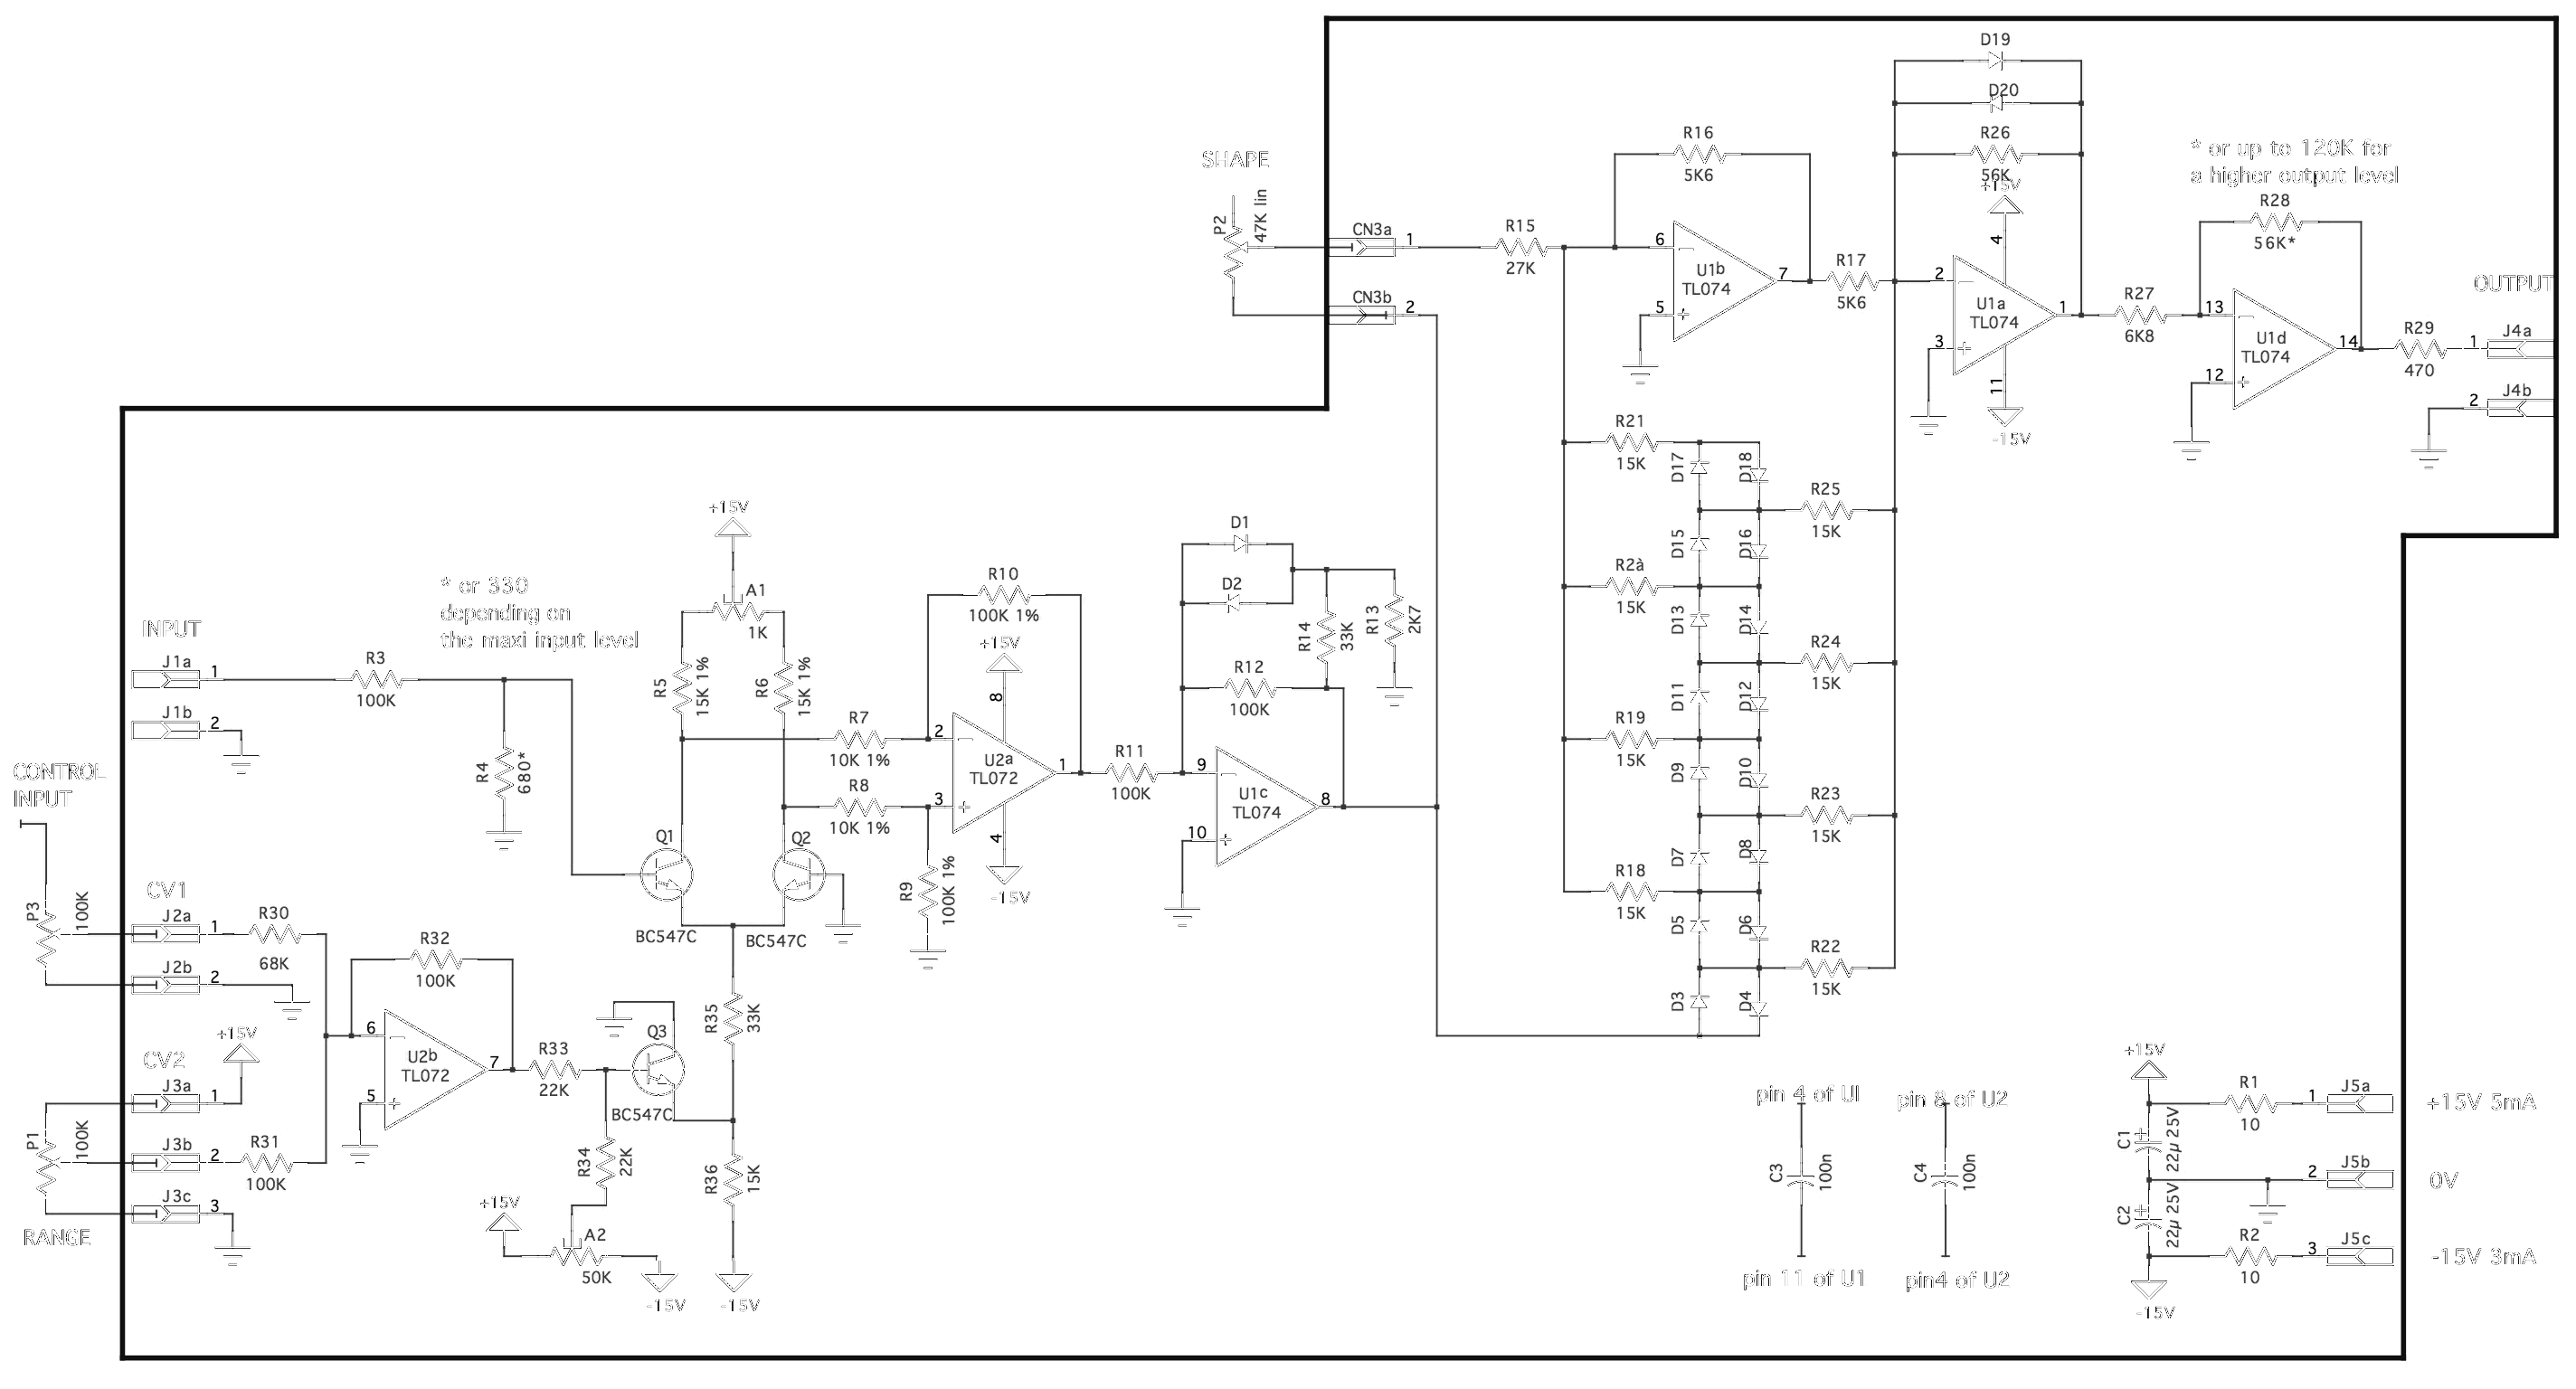 D19
D20
R26
56K
+15V
R16
5K6
* or up to 120K for
a higher output level
R28
56K*
SHAPE
P2
47K lin
CN3a
1
CN3b
2
R15
27K
6
5
7
U1b
TL074
R17
5K6
2
3
4
11
1
U1a
TL074
-15V
R27
6K8
13
12
14
U1d
TL074
R29
470
OUTPUT
1
J4a
2
J4b
R21
15K
D17
D18
R25
15K
D15
D16
R2à
15K
D13
D14
R24
15K
D11
D12
R19
15K
D9
D10
R23
15K
D7
D8
R18
15K
D5
D6
R22
15K
D3
D4
+15V
A1
1K
* or 330
depending on
the maxi input level
INPUT
J1a
1
J1b
2
R3
100K
R4
680*
R5
15K 1%
R6
15K 1%
R7
10K 1%
R8
10K 1%
R9
100K 1%
R10
100K 1%
+15V
8
2
3
4
1
U2a
TL072
-15V
R11
100K
D1
D2
R12
100K
R14
33K
R13
2K7
9
10
8
U1c
TL074
Q1
BC547C
Q2
BC547C
CONTROL
INPUT
P3
100K
CV1
J2a
1
J2b
2
R30
68K
R32
100K
CV2
+15V
J3a
1
J3b
2
J3c
3
P1
100K
RANGE
R31
100K
6
5
7
U2b
TL072
R33
22K
Q3
BC547C
R34
22K
R35
33K
R36
15K
+15V
A2
50K
-15V
-15V
pin 4 of UI
C3
100n
pin 11 of U1
pin 8 of U2
C4
100n
pin4 of U2
+15V
C1
22µ 25V
C2
22µ 25V
-15V
R1
10
R2
10
1
J5a
2
J5b
3
J5c
+15V 5mA
0V
-15V 3mA